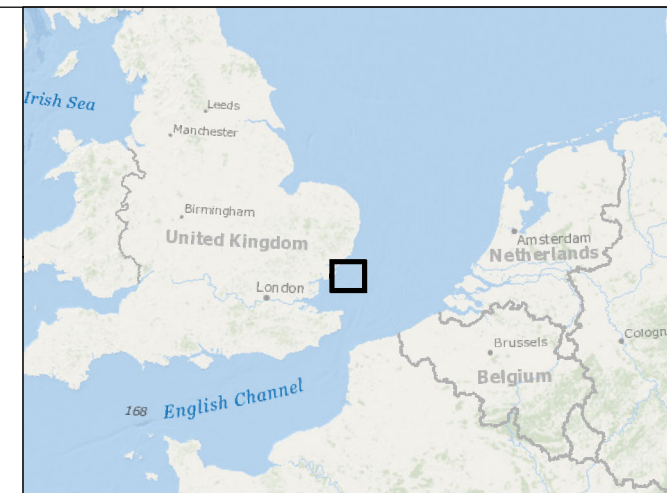 Irish Sea
Leeds
Manchester
Birmingham
United Kingdom
London
Amsterdam
Netherlands
Brussels
Cologn
Belgium
168
English Channel